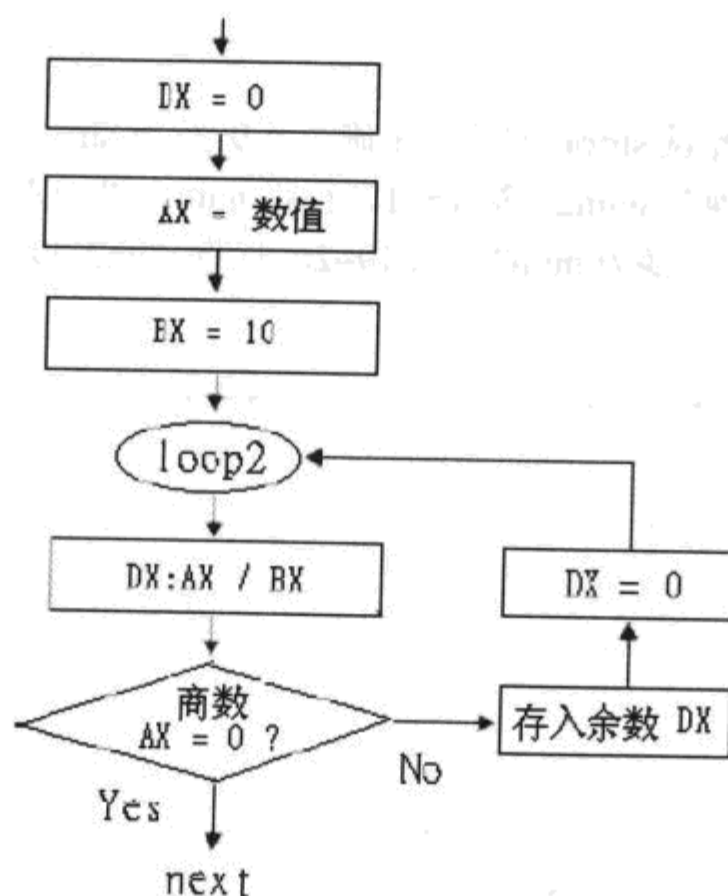 DX = 0
AX = 数值
BX = 10
loop2
DX:AX / BX
DX = 0
商数
AX = 0 ?
存入余数 DX
No
Yes
next